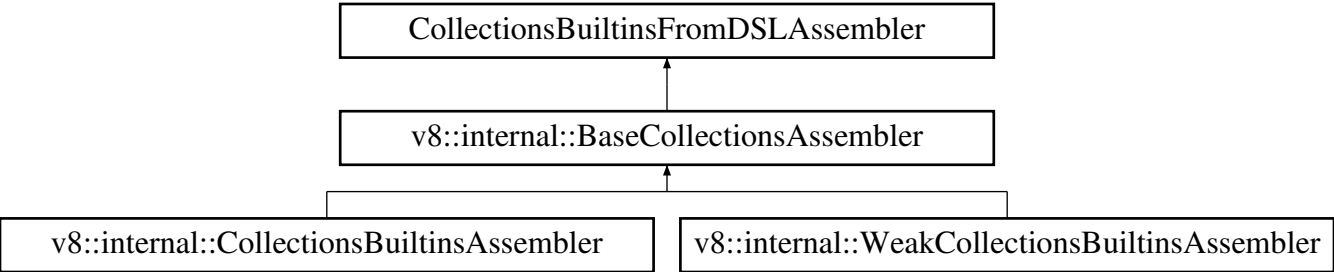 CollectionsBuiltinsFromDSLAssembler
v8::internal::BaseCollectionsAssembler
v8::internal::CollectionsBuiltinsAssembler
v8::internal::WeakCollectionsBuiltinsAssembler